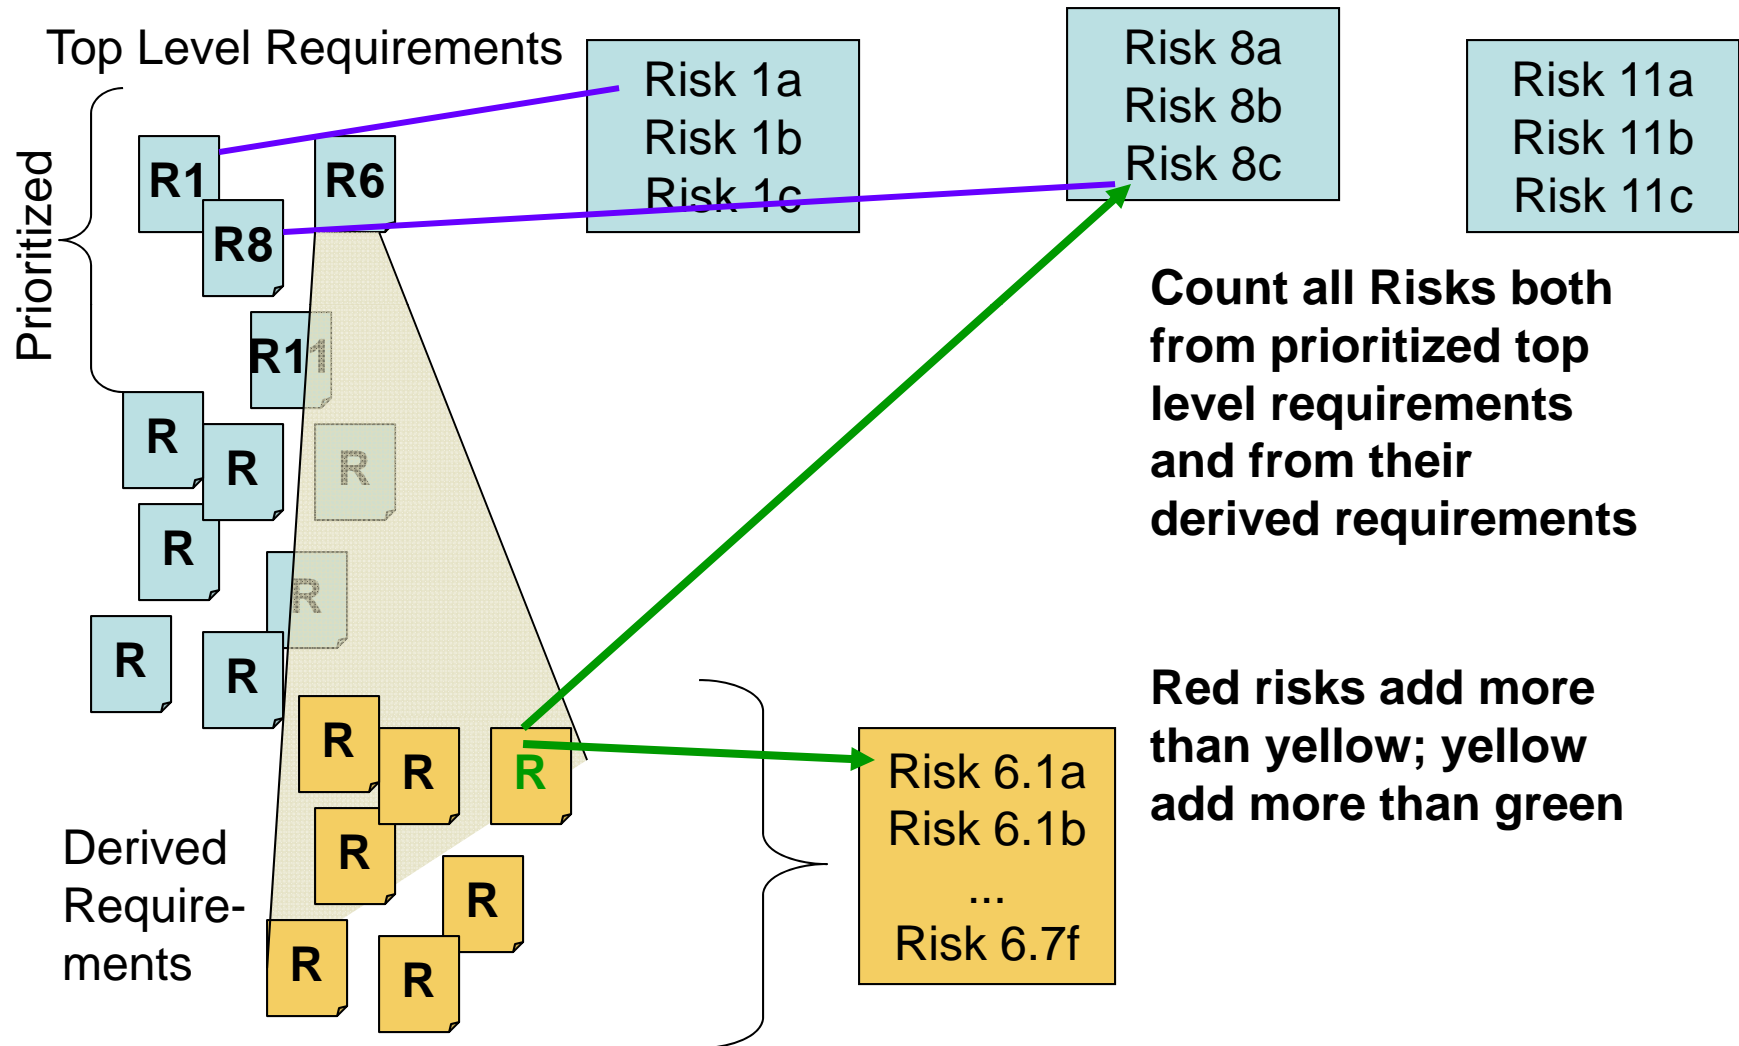 Top Level Requirements
Prioritized
R1
R6
R8
R11
R
R
R
R
R
R
R
Risk 1a
Risk 1b
Risk 1c
Risk 8a
Risk 8b
Risk 8c
Risk 11a
Risk 11b
Risk 11c
Count all Risks both
from prioritized top
level requirements
and from their
derived requirements
Red risks add more
than yellow; yellow
add more than green
R
R
R
R
R
R
R
Derived
Require-
ments
Risk 6.1a
Risk 6.1b
...
Risk 6.7f